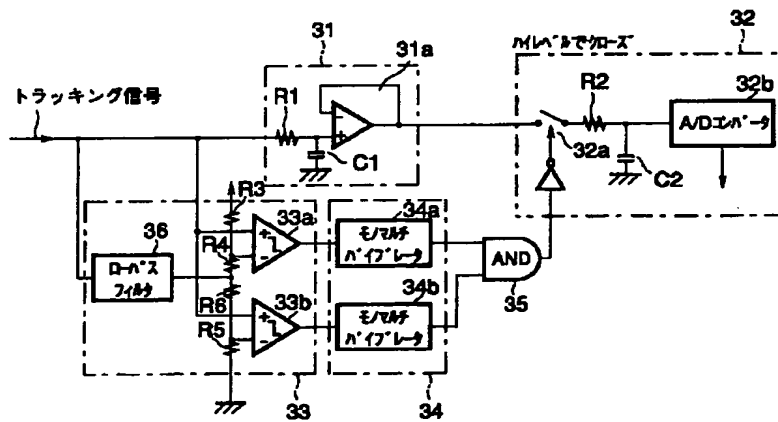 31
31a
ハイレベルでクローズ
32
トラッキング信号
R1
R2
32b
A/Dコンバータ
32a
C1
C2
R3
33a
34a
36
ローパス
フィルタ
R4
モノマルチ
バイブレータ
AND
35
R6
33b
34b
R5
モノマルチ
バイブレータ
33
34